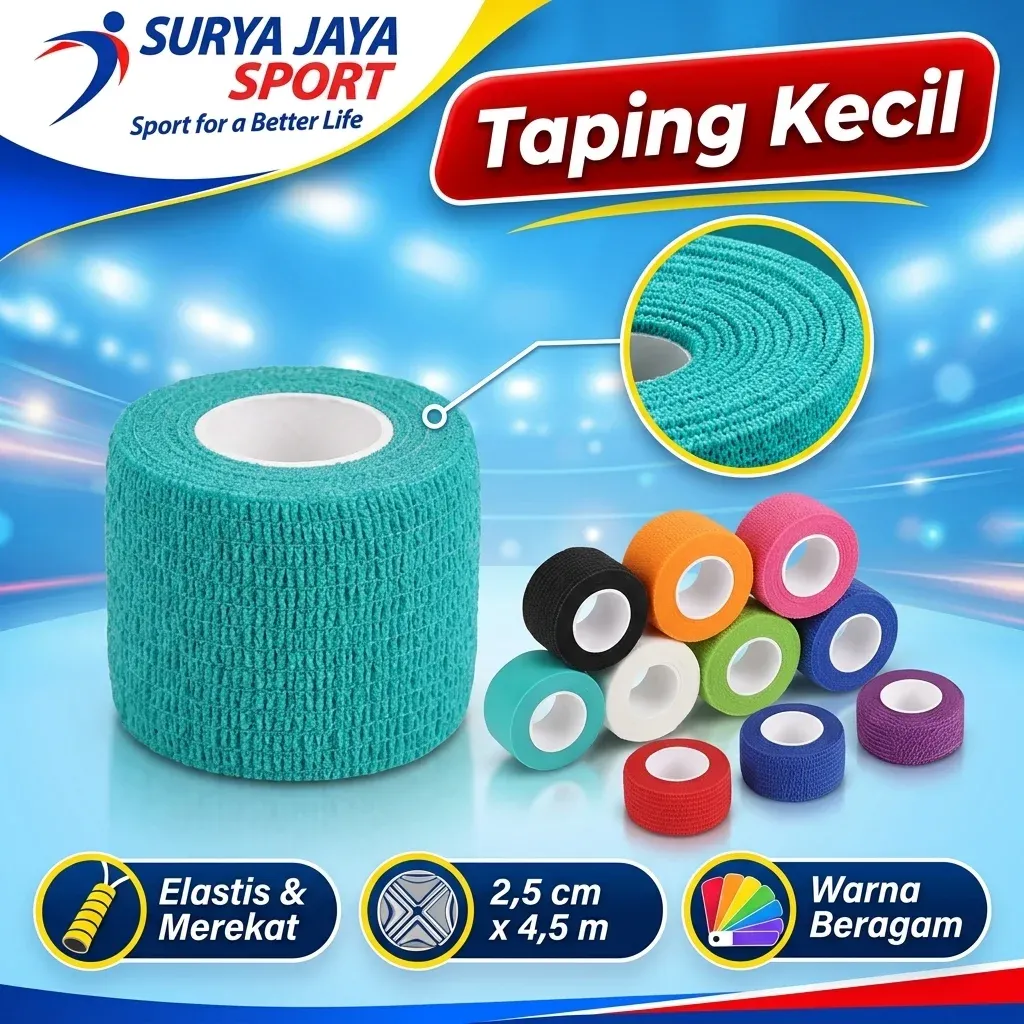 SURYA JAYA
SPORT
Sport for a Better Life
Taping Kecil
Elastis &
Merekat
2,5 cm
x 4,5 m
Warna
Beragam